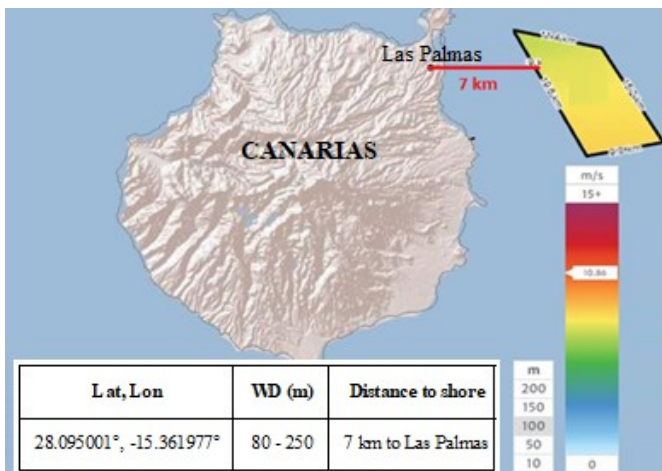 Las Palmas
7 km
CANARIAS
m/s
15+
10.86
0
m
200
150
100
50
10
Lat, Lon
WD (m)
Distance to shore
28.095001°, -15.361977°
80 - 250
7 km to Las Palmas